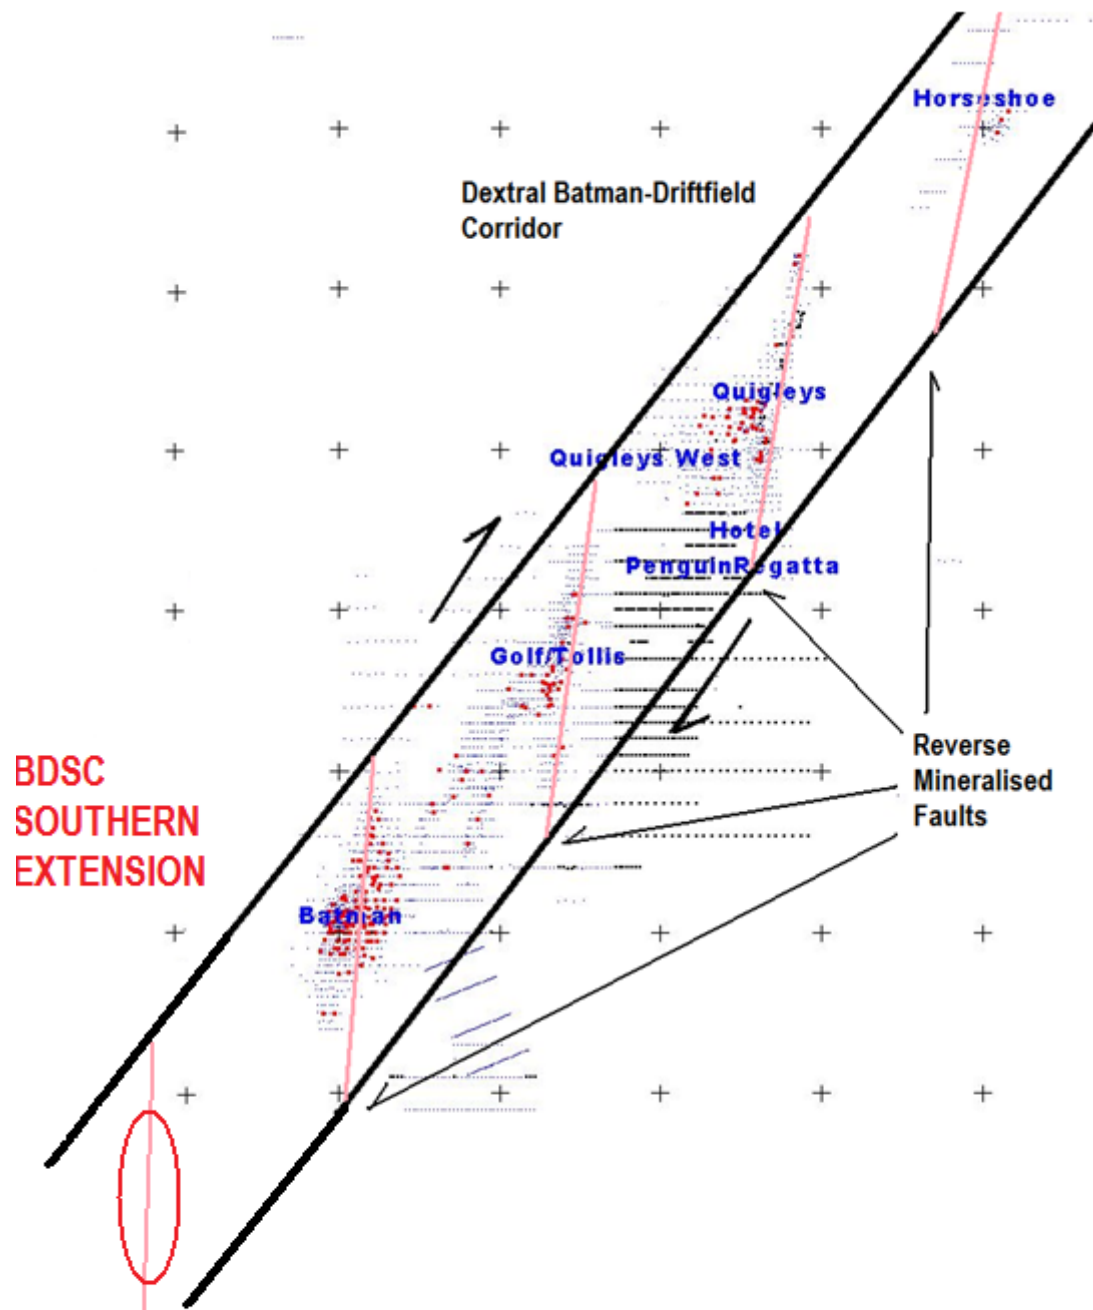 Horseshoe
Dextral Batman-Driftfield
Corridor
Quigleys
Quigleys West
Hotel
PenguinRegatta
Golf/Tollis
Reverse
Mineralised
Faults
BDSC
SOUTHERN
EXTENSION
Batman